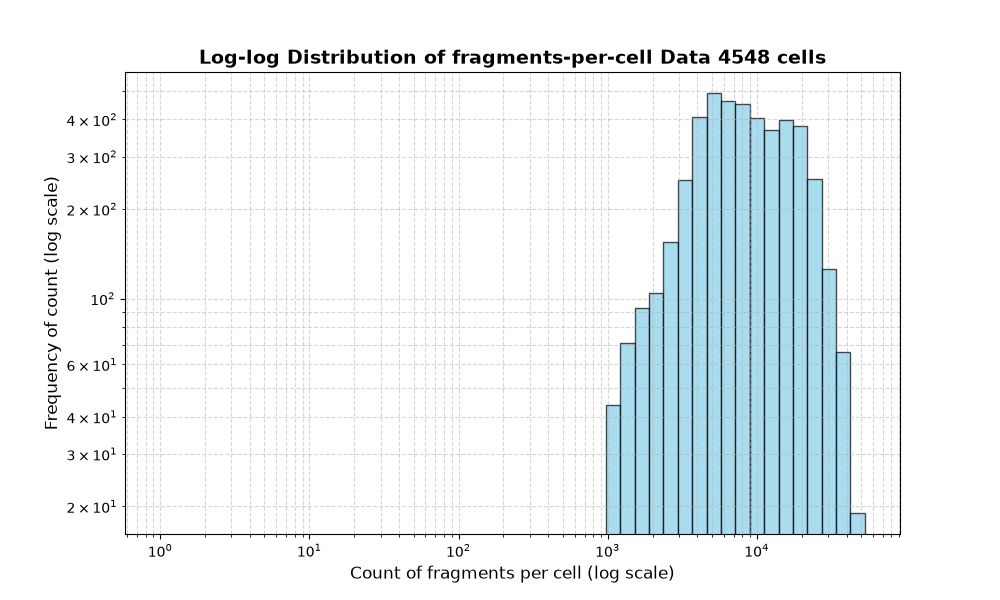 Log-log Distribution of fragments-per-cell Data 4548 cells
Frequency of count (log scale)
4 × 10²
3 × 10²
2 × 10²
10²
6 × 10¹
4 × 10¹
3 × 10¹
2 × 10¹
10⁰ 10¹ 10² 10³ 10⁴
Count of fragments per cell (log scale)